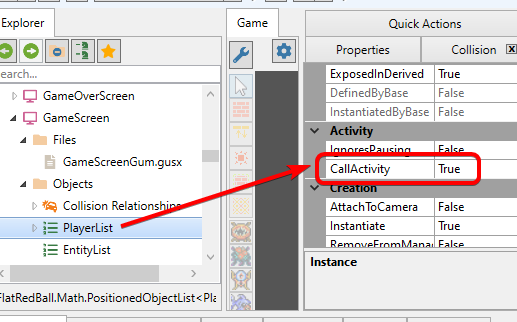 Explorer
Search...
GameOverScreen
GameScreen
Files
GameScreenGum.gusx
Objects
Collision Relationships
PlayerList
EntityList
FlatRedBall.Math.PositionedObjectList<Pla
Game
Quick Actions
Properties
Collision
ExposedInDerived True
DefinedByBase False
InstantiatedByBase False
Activity
IgnoresPausing False
CallActivity True
Creation
AttachToCamera False
Instantiate True
RemoveFromManag False
Instance